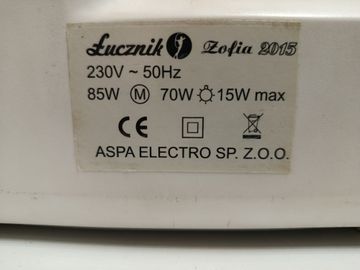 Łucznik Zofia 2015
230V ~ 50Hz
85W M 70W 15W max
CE
ASPA ELECTRO SP. Z.O.O.